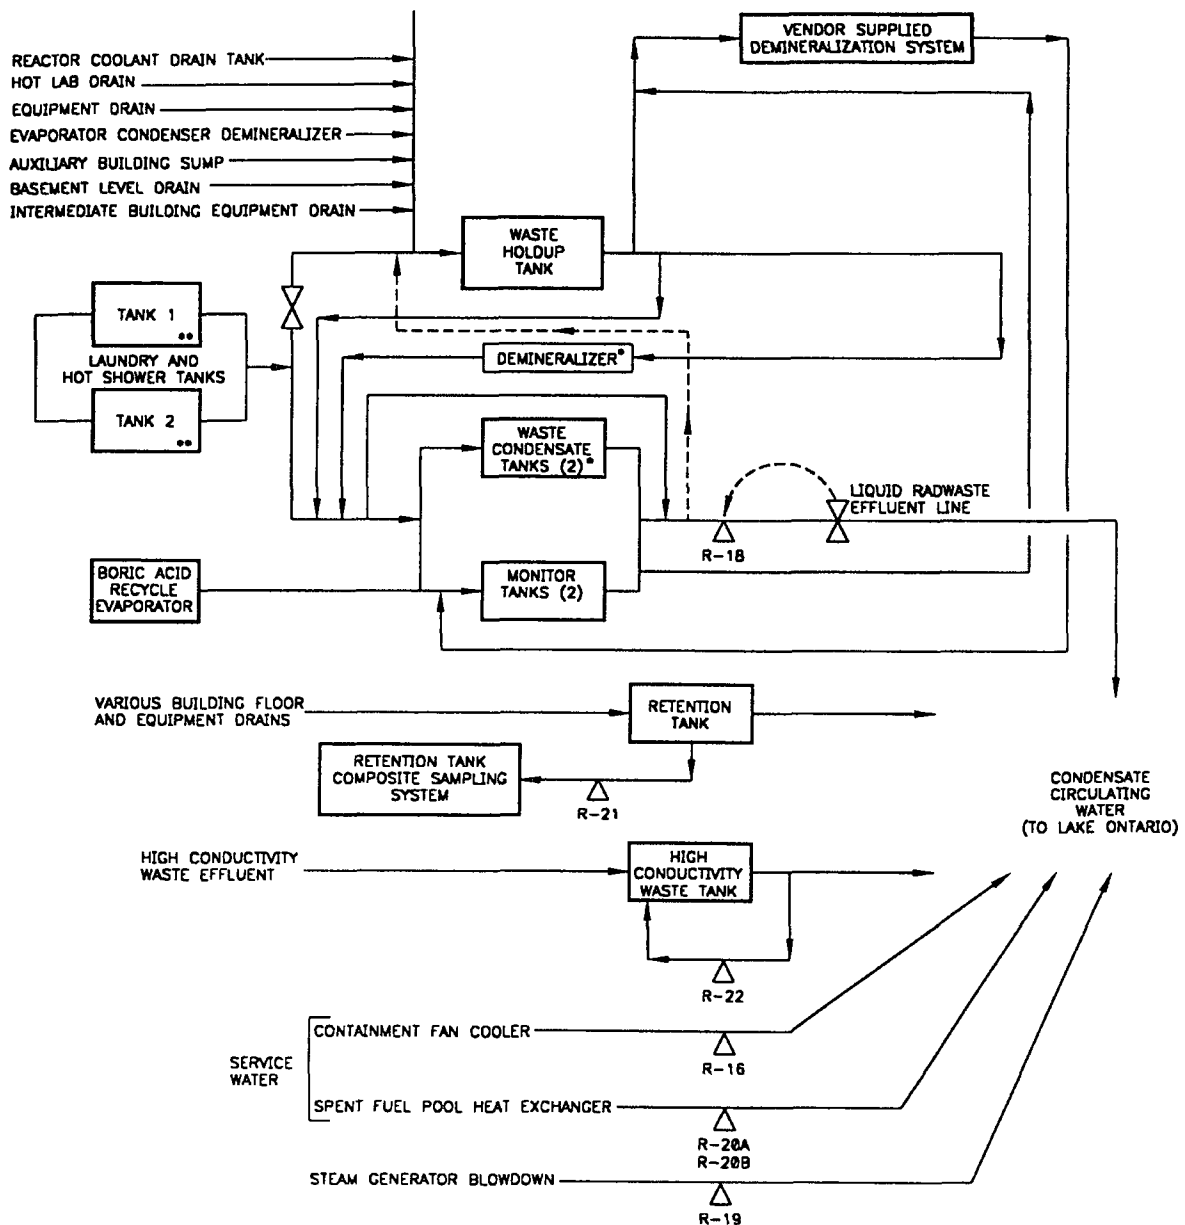 VENDOR SUPPLIED
DEMINERALIZATION SYSTEM
REACTOR COOLANT DRAIN TANK
HOT LAB DRAIN
EQUIPMENT DRAIN
EVAPORATOR CONDENSER DEMINERALIZER
AUXILIARY BUILDING SUMP
BASEMENT LEVEL DRAIN
INTERMEDIATE BUILDING EQUIPMENT DRAIN
WASTE
HOLDUP
TANK
TANK 1
**
LAUNDRY AND
HOT SHOWER TANKS
TANK 2
**
DEMINERALIZER*
WASTE
CONDENSATE
TANKS (2)*
LIQUID RADWASTE
EFFLUENT LINE
R-18
BORIC ACID
RECYCLE
EVAPORATOR
MONITOR
TANKS (2)
VARIOUS BUILDING FLOOR
AND EQUIPMENT DRAINS
RETENTION
TANK
RETENTION TANK
COMPOSITE SAMPLING
SYSTEM
R-21
CONDENSATE
CIRCULATING
WATER
(TO LAKE ONTARIO)
HIGH CONDUCTIVITY
WASTE EFFLUENT
HIGH
CONDUCTIVITY
WASTE TANK
R-22
SERVICE
WATER
CONTAINMENT FAN COOLER
R-16
SPENT FUEL POOL HEAT EXCHANGER
R-20A
R-20B
STEAM GENERATOR BLOWDOWN
R-19